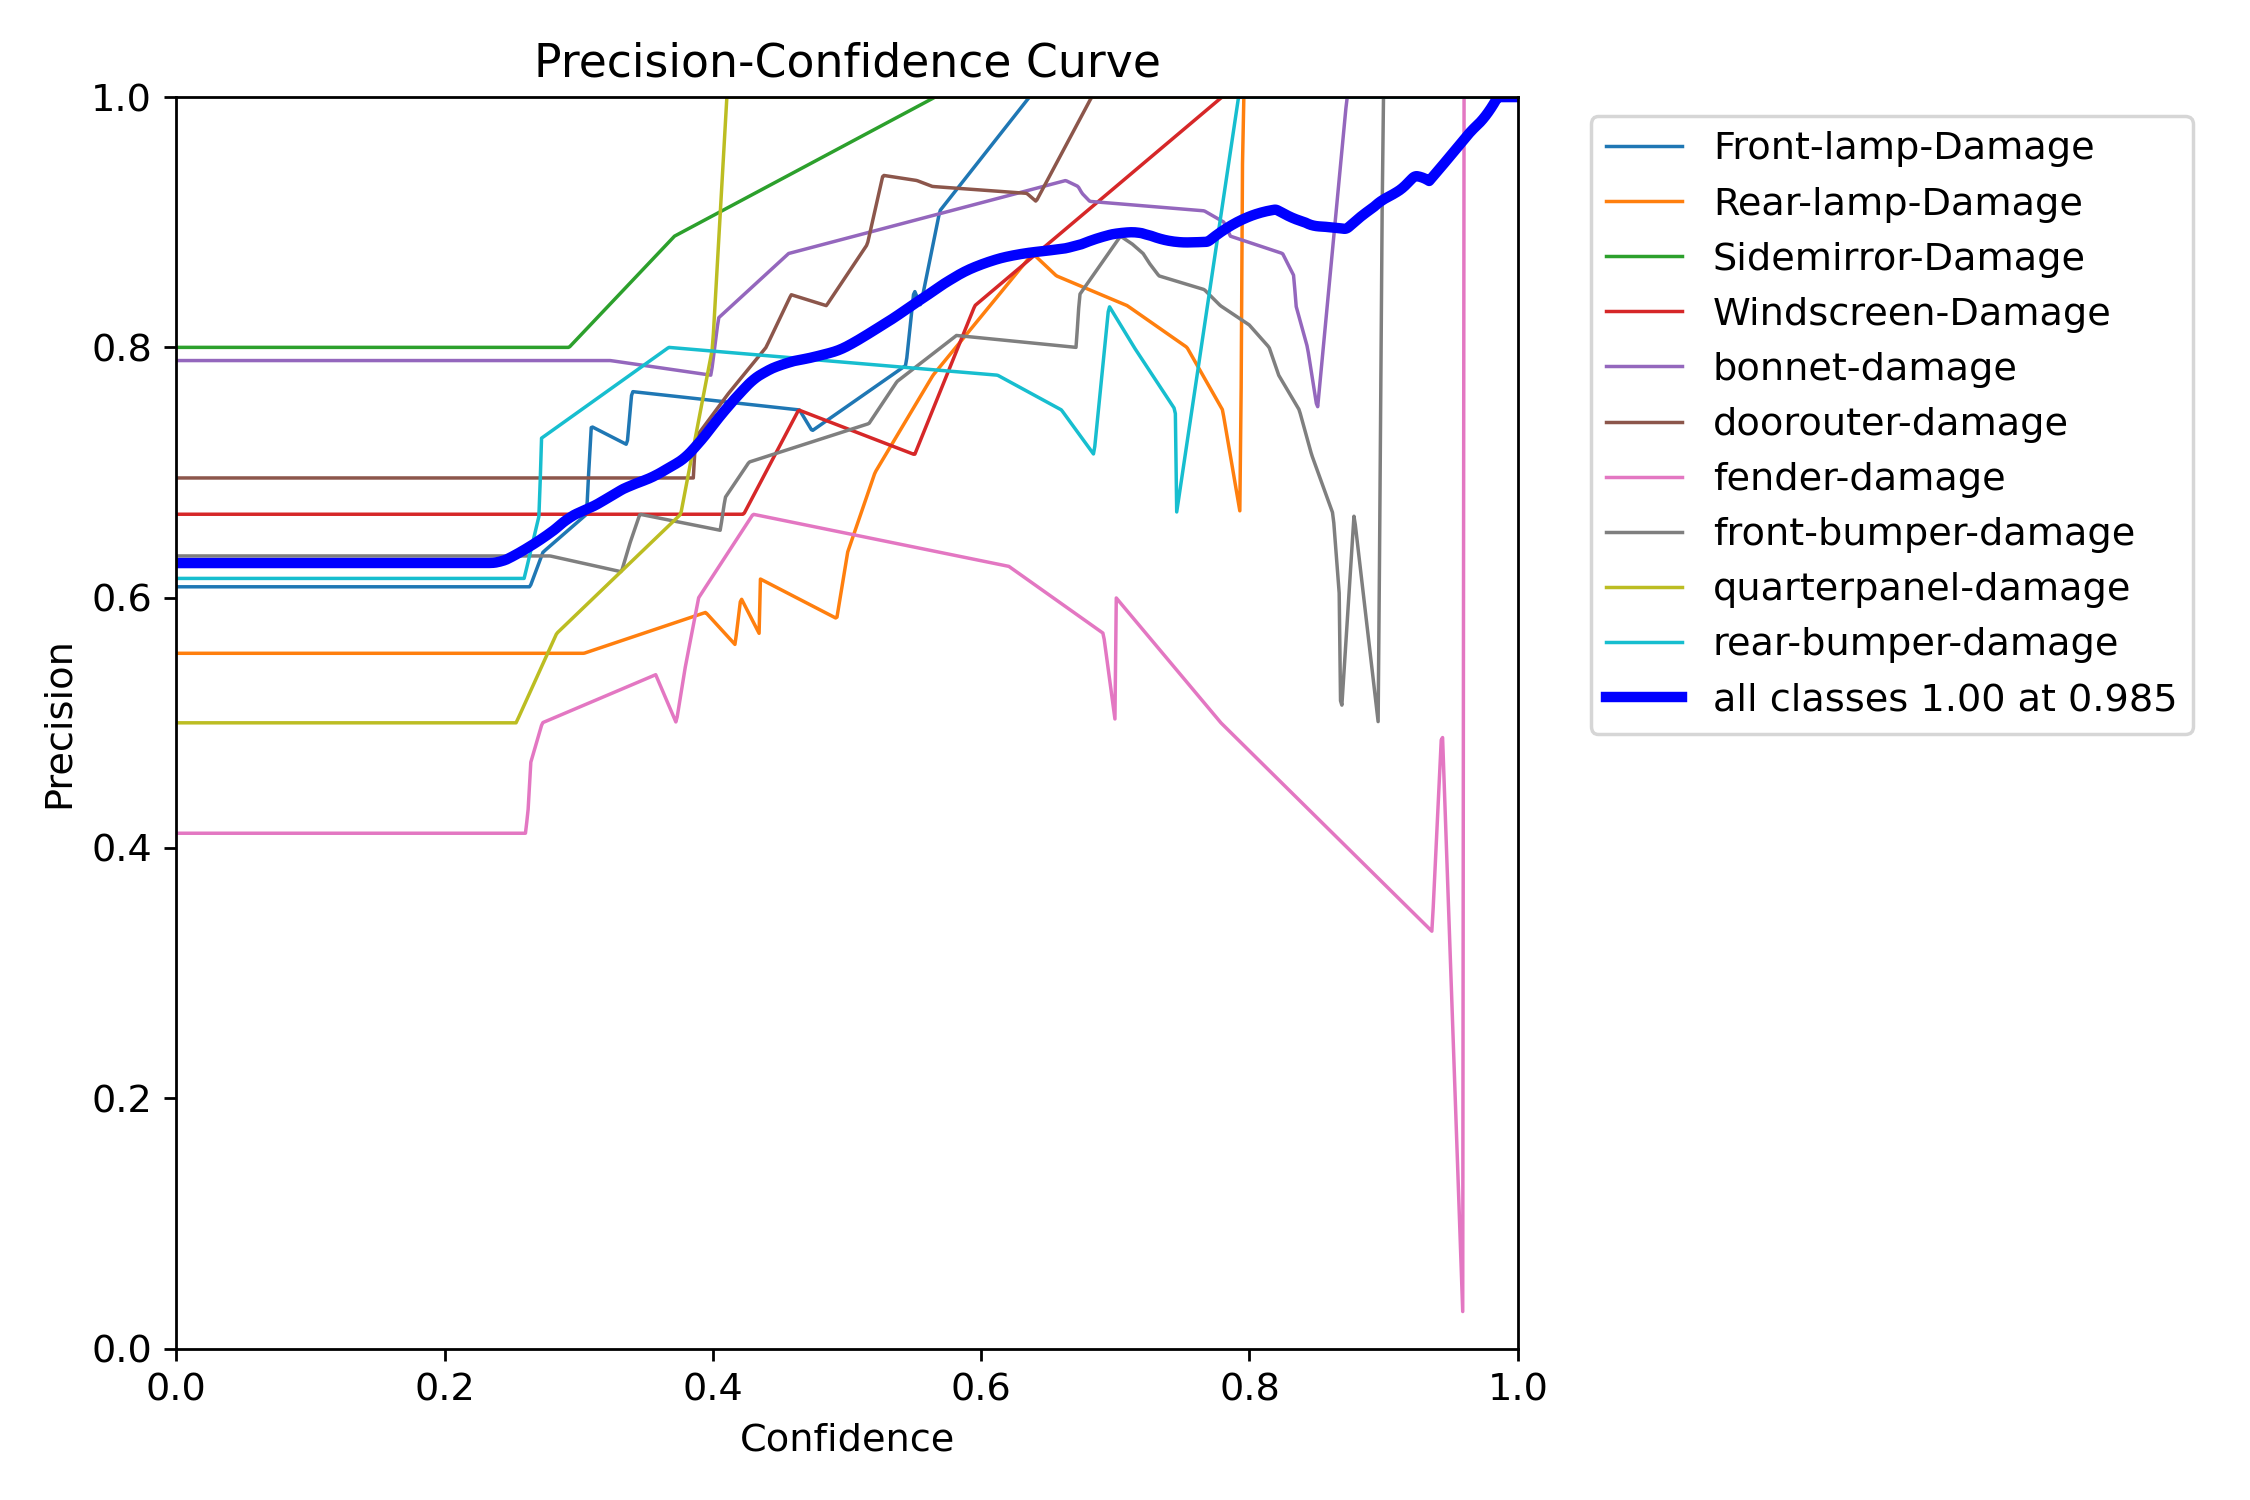 Precision-Confidence Curve
1.0
0.8
0.6
0.4
0.2
0.0
Precision
0.0 0.2 0.4 0.6 0.8 1.0
Confidence
Front-lamp-Damage
Rear-lamp-Damage
Sidemirror-Damage
Windscreen-Damage
bonnet-damage
doorouter-damage
fender-damage
front-bumper-damage
quarterpanel-damage
rear-bumper-damage
all classes 1.00 at 0.985